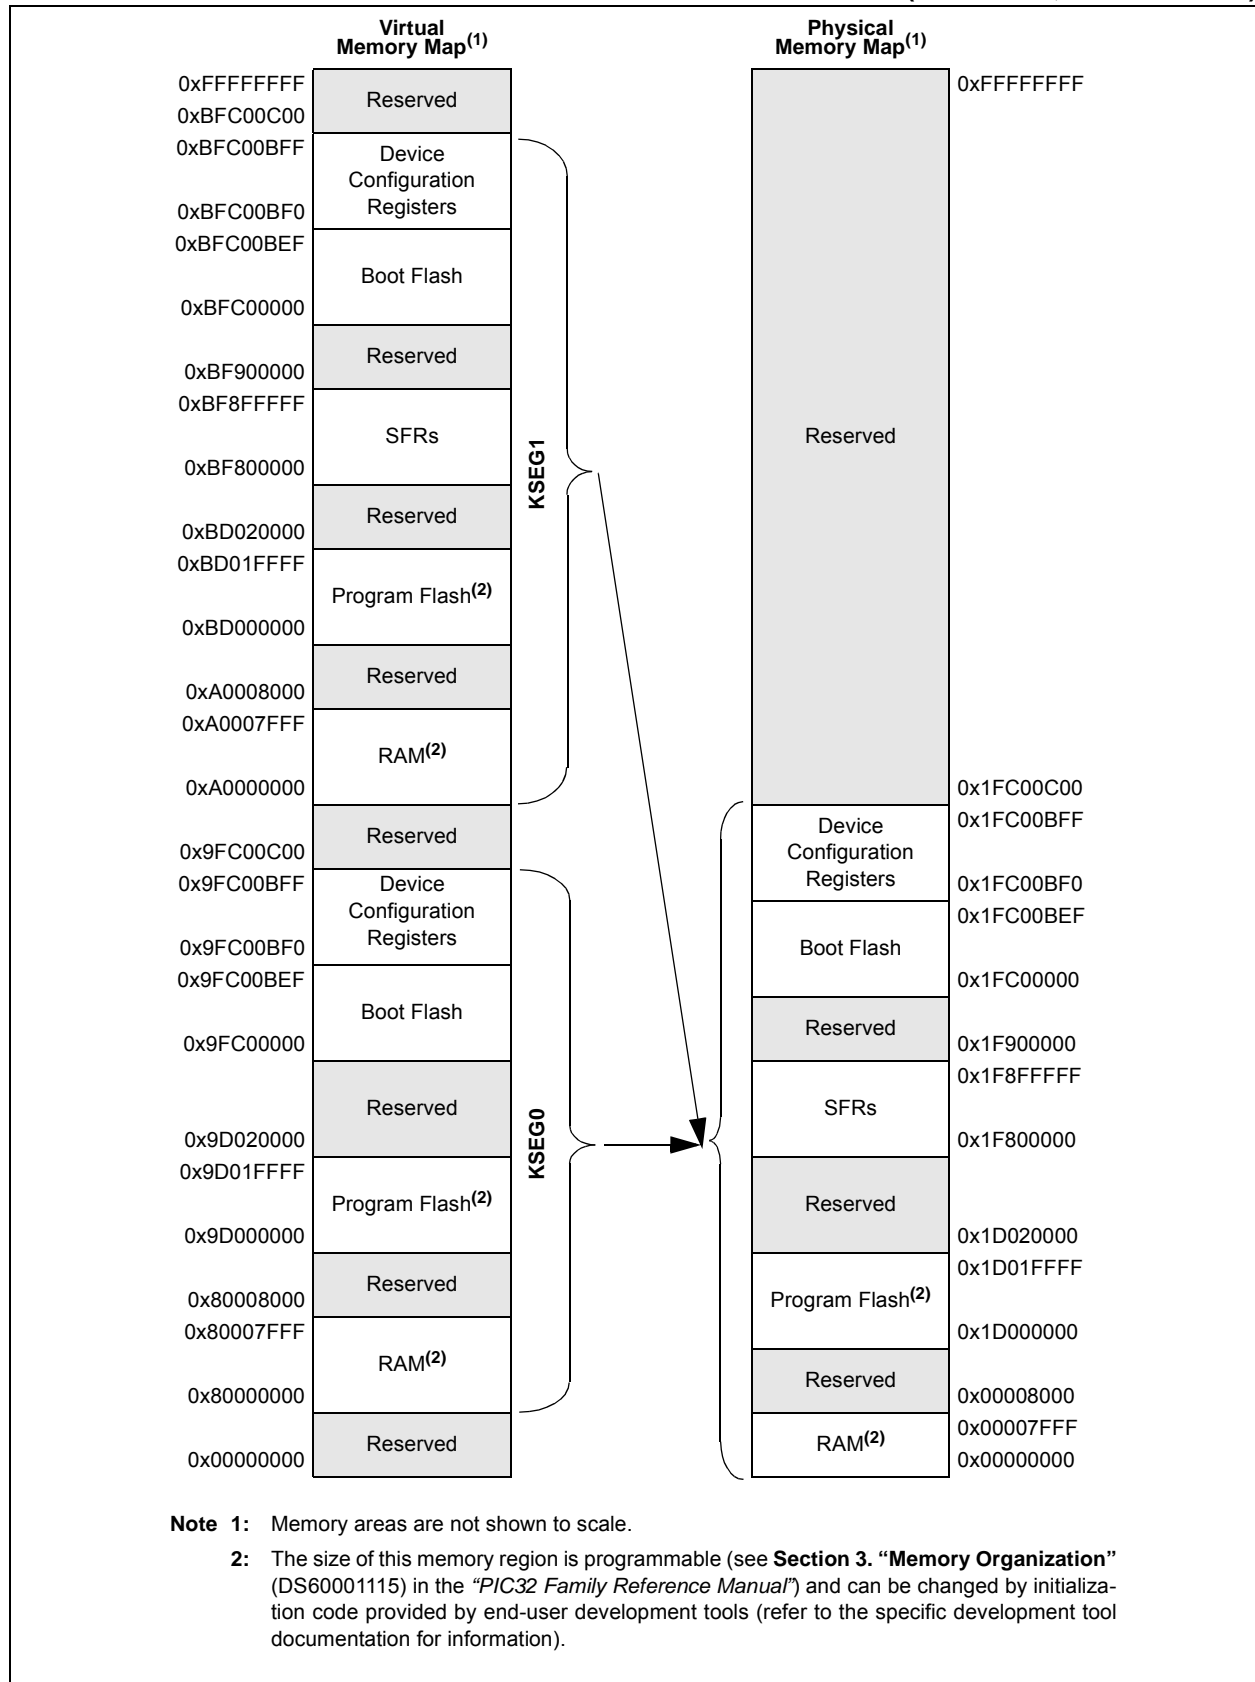 Virtual
Memory Map(1)
Physical
Memory Map(1)
0xFFFFFFFF
Reserved
0xBFC00C00
0xBFC00BFF
Device
Configuration
Registers
0xBFC00BF0
0xBFC00BEF
Boot Flash
0xBFC00000
Reserved
0xBF900000
0xBF8FFFFF
SFRs
0xBF800000
Reserved
0xBD020000
0xBD01FFFF
Program Flash(2)
0xBD000000
Reserved
0xA0008000
0xA0007FFF
RAM(2)
0xA0000000
Reserved
0x9FC00C00
0x9FC00BFF
Device
Configuration
Registers
0x9FC00BF0
0x9FC00BEF
Boot Flash
0x9FC00000
Reserved
0x9D020000
0x9D01FFFF
Program Flash(2)
0x9D000000
Reserved
0x80008000
0x80007FFF
RAM(2)
0x80000000
Reserved
0x00000000
KSEG1
KSEG0
0xFFFFFFFF
Reserved
0x1FC00C00
0x1FC00BFF
Device
Configuration
Registers
0x1FC00BF0
0x1FC00BEF
Boot Flash
0x1FC00000
Reserved
0x1F900000
0x1F8FFFFF
SFRs
0x1F800000
Reserved
0x1D020000
0x1D01FFFF
Program Flash(2)
0x1D000000
Reserved
0x00008000
0x00007FFF
RAM(2)
0x00000000
Note 1: Memory areas are not shown to scale.
2: The size of this memory region is programmable (see Section 3. “Memory Organization”
(DS60001115) in the “PIC32 Family Reference Manual”) and can be changed by initializa-
tion code provided by end-user development tools (refer to the specific development tool
documentation for information).